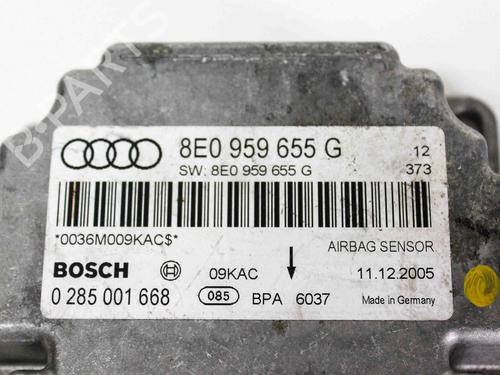 8E0 959 655 G 12
SW: 8E0 959 655 G 373
*0036M009KAC$*
AIRBAG SENSOR
BOSCH 09KAC 11.12.2005
0 285 001 668 085 BPA 6037 Made in Germany
B-PARTS